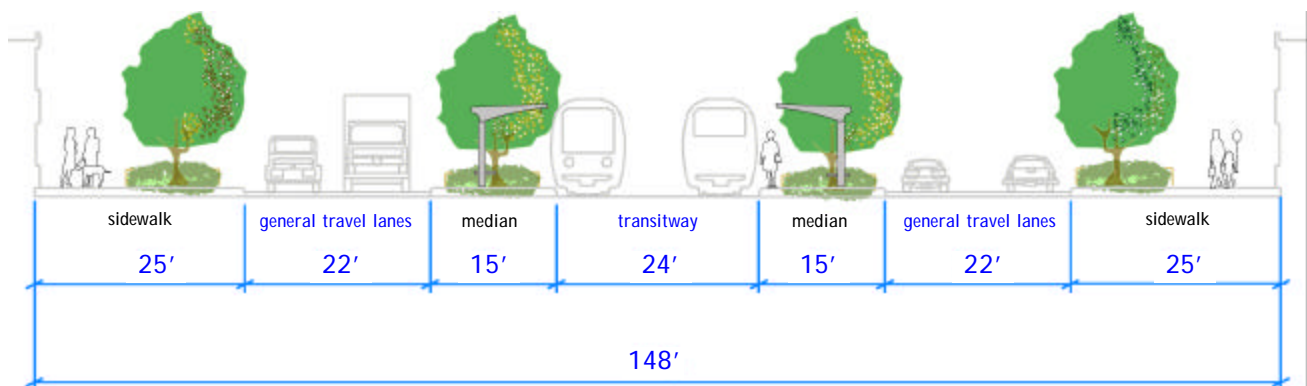 sidewalk general travel lanes median transitway median general travel lanes sidewalk
25' 22' 15' 24' 15' 22' 25'
148'